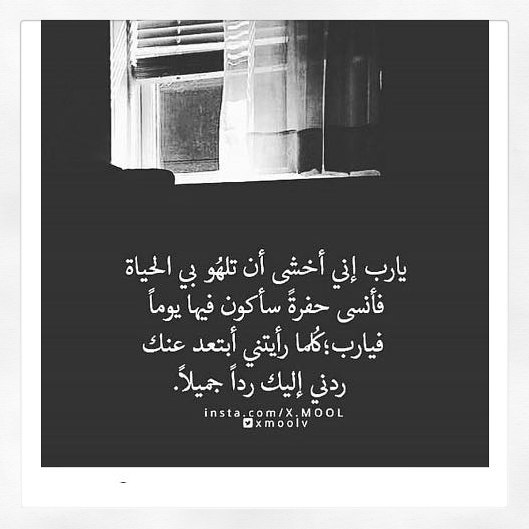 يارب إني أخشى أن تلهُو بي الحياة
فأنسى حفرةً سأكون فيها يوماً
فيارب؛كُلما رأيتني أبتعد عنك
ردني إليك رداً جميلاً.
insta.com/X.MOOL
xmoolv